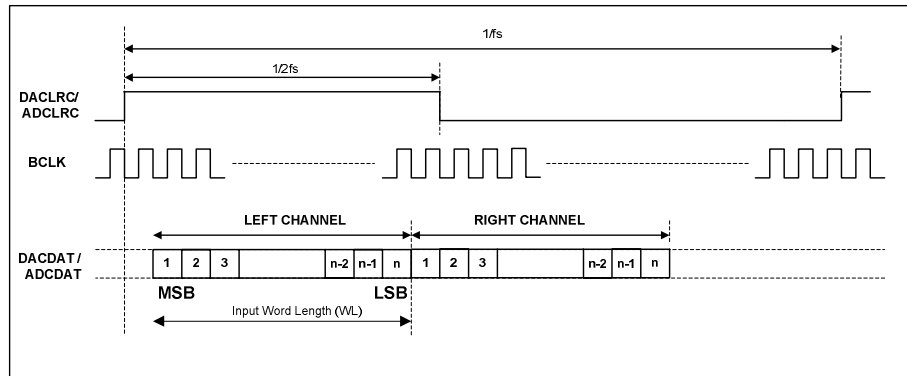 1/fs
1/2fs
DACLRC/
ADCLRC
BCLK
LEFT CHANNEL
RIGHT CHANNEL
DACDAT /
ADCDAT
1 2 3 n-2 n-1 n 1 2 3 n-2 n-1 n
MSB LSB
Input Word Length (WL)